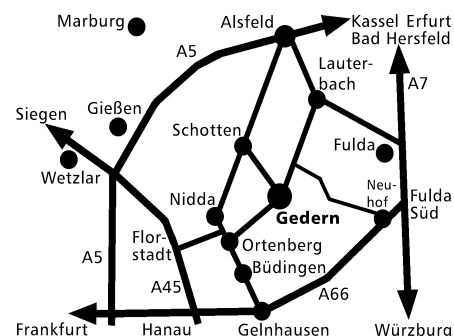 Marburg
Alsfeld
Kassel Erfurt
Bad Hersfeld
A5
Lauter-
bach
A7
Siegen
Gießen
Schotten
Fulda
Wetzlar
Nidda
Gedern
Neu-
hof
Fulda
Süd
Flor-
stadt
Ortenberg
A5
Büdingen
A45
A66
Frankfurt
Hanau
Gelnhausen
Würzburg